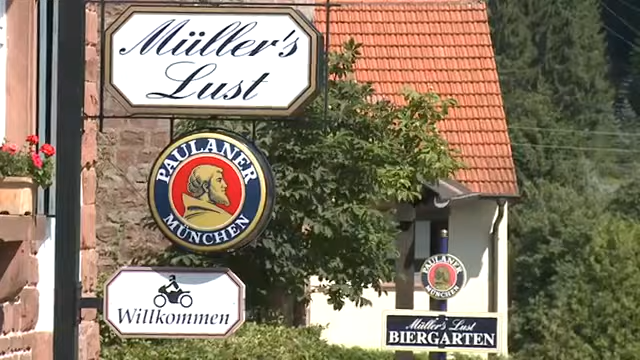 Müller's
Lust
PAULANER
MÜNCHEN
Willkommen
PAULANER
MÜNCHEN
Müller's Lust
BIERGARTEN